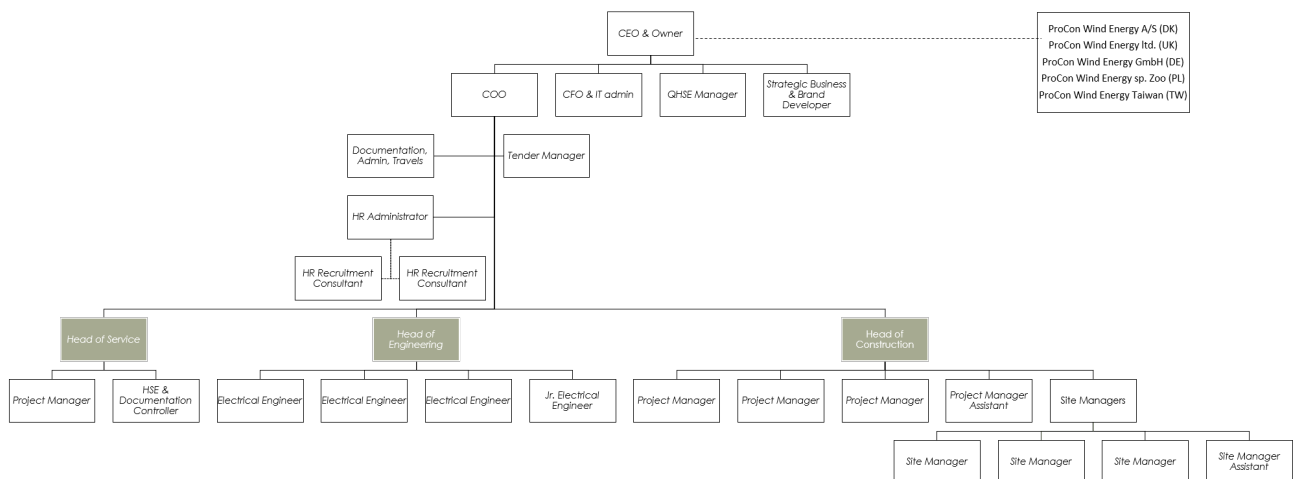 CEO & Owner
ProCon Wind Energy A/S (DK)
ProCon Wind Energy ltd. (UK)
ProCon Wind Energy GmbH (DE)
ProCon Wind Energy sp. Zoo (PL)
ProCon Wind Energy Taiwan (TW)
COO
CFO & IT admin
QHSE Manager
Strategic Business
& Brand
Developer
Documentation,
Admin, Travels
Tender Manager
HR Administrator
HR Recruitment
Consultant
HR Recruitment
Consultant
Head of Service
Head of
Engineering
Head of
Construction
Project Manager
HSE &
Documentation
Controller
Electrical Engineer
Electrical Engineer
Electrical Engineer
Jr. Electrical
Engineer
Project Manager
Project Manager
Project Manager
Project Manager
Assistant
Site Managers
Site Manager
Site Manager
Site Manager
Site Manager
Assistant